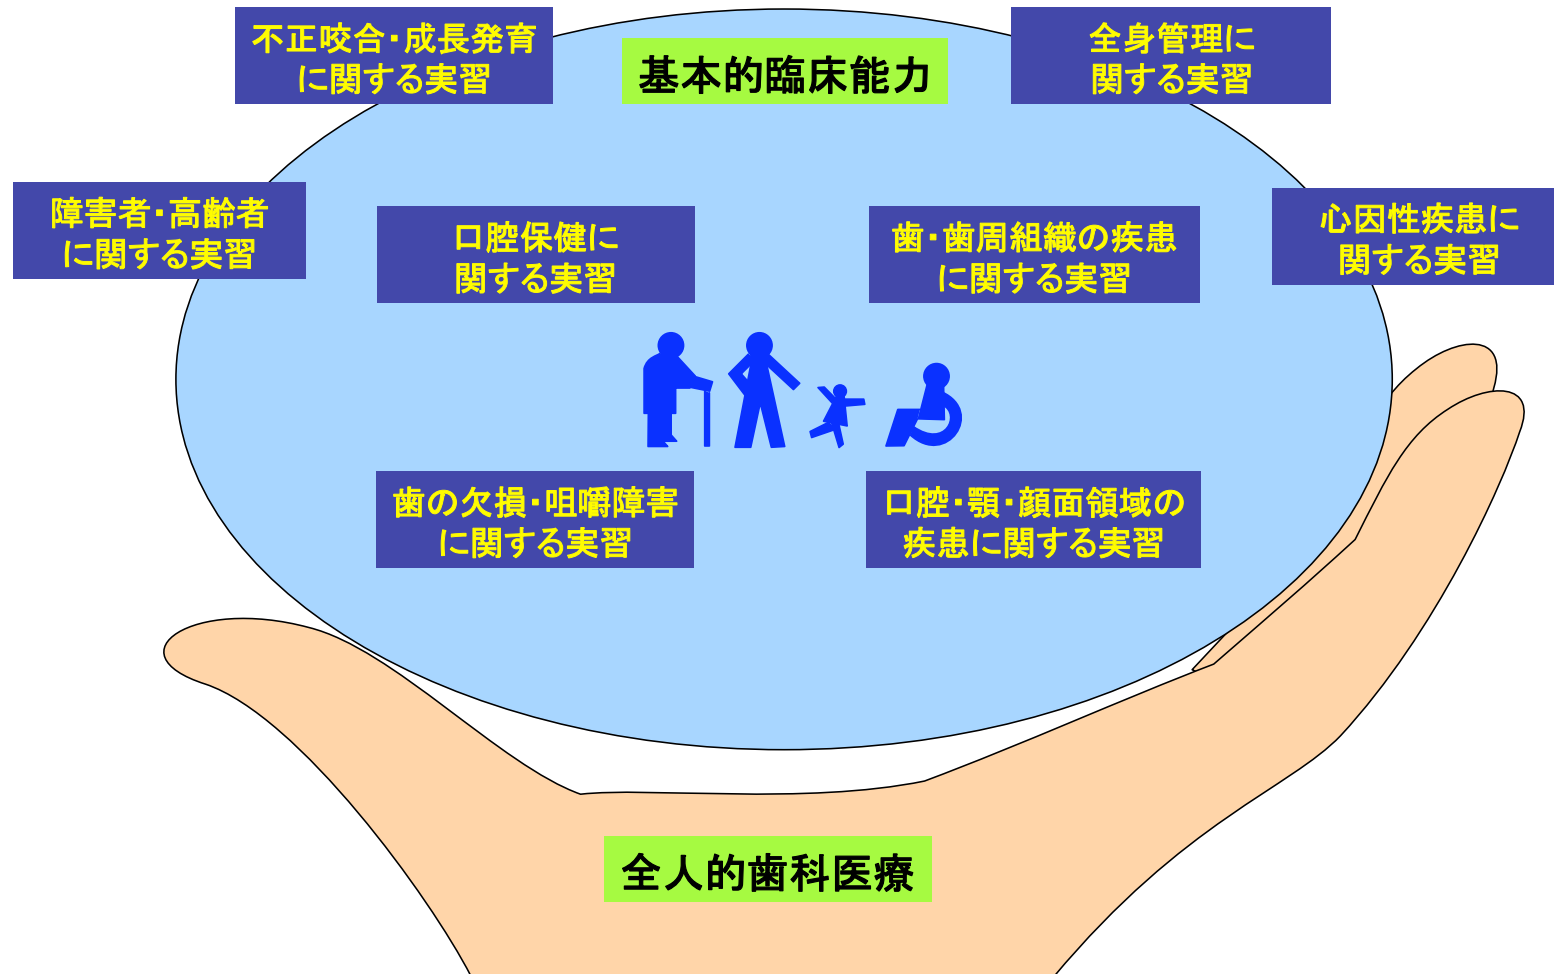 不正咬合・成長発育
に関する実習
基本的臨床能力
全身管理に
関する実習
障害者・高齢者
に関する実習
口腔保健に
関する実習
歯・歯周組織の疾患
に関する実習
心因性疾患に
関する実習
歯の欠損・咀嚼障害
に関する実習
口腔・顎・顔面領域の
疾患に関する実習
全人的歯科医療